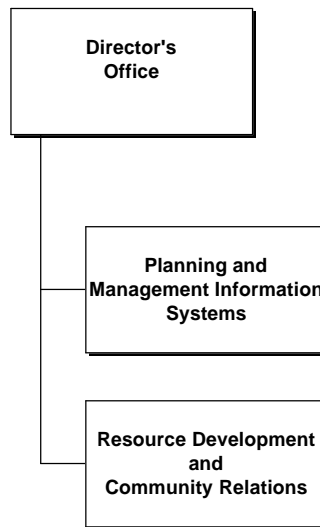 Director's
Office
Planning and
Management Information
Systems
Resource Development
and
Community Relations